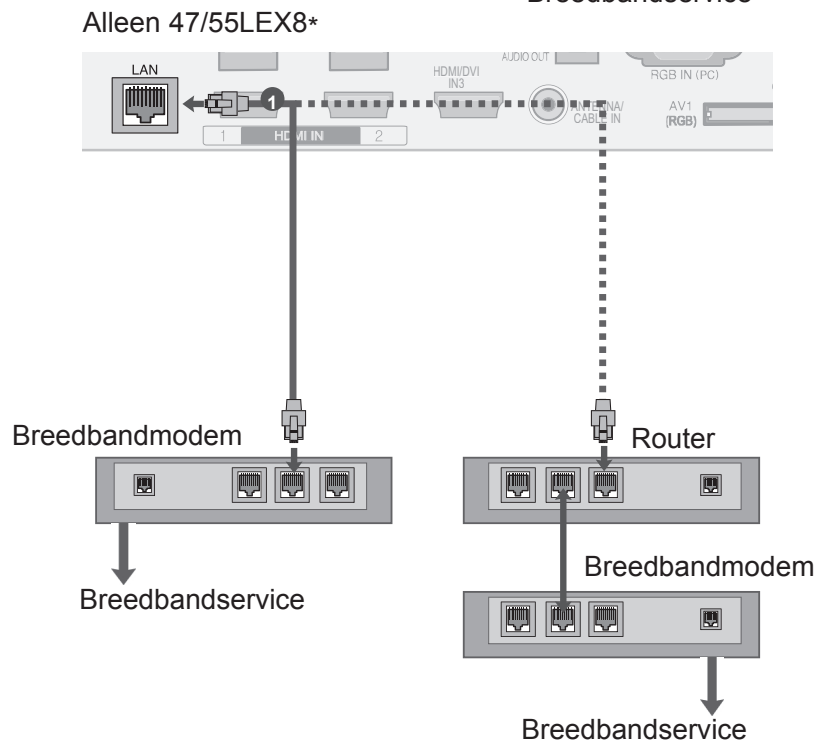 Breedbandservice
Alleen 47/55LEX8*
LAN
HDMI/DVI
IN3
AUDIO OUT
RGB IN (PC)
ANTENNA/
CABLE IN
AV1
(RGB)
1
1 HDMI IN 2
Breedbandmodem
Router
Breedbandservice
Breedbandmodem
Breedbandservice